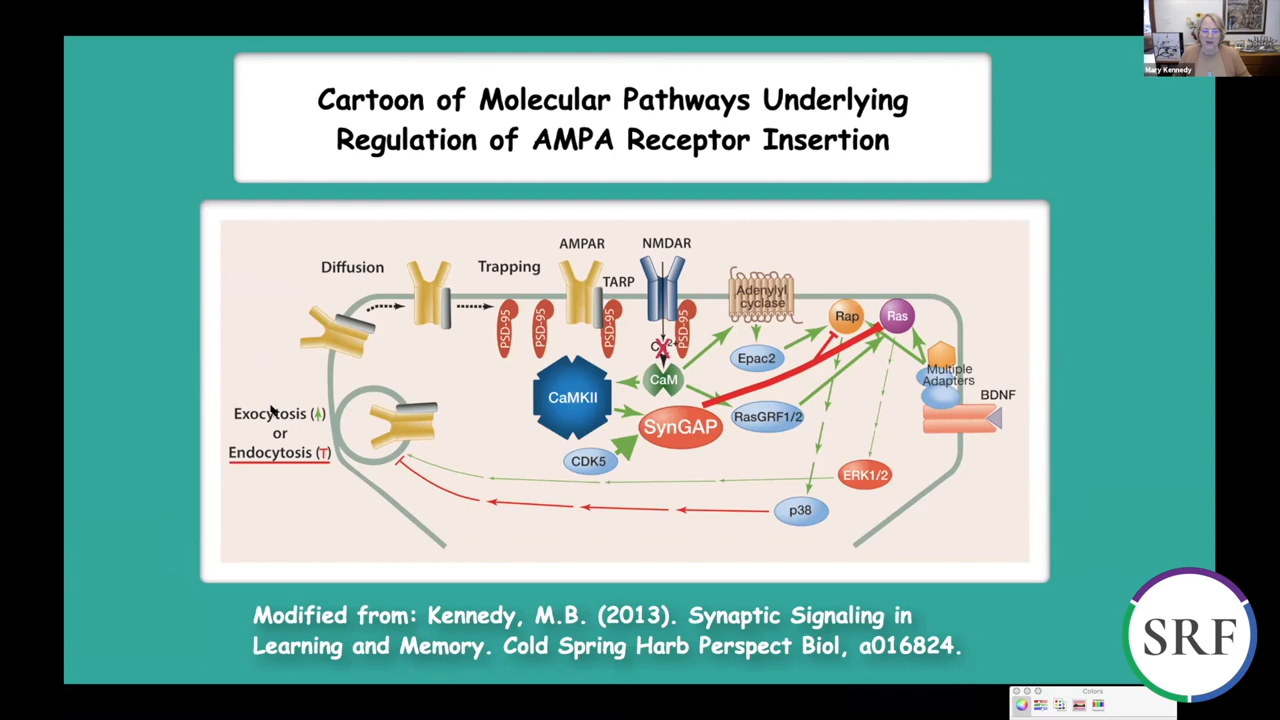 Mary Kennedy
Cartoon of Molecular Pathways Underlying
Regulation of AMPA Receptor Insertion
AMPAR
NMDAR
Diffusion
Trapping
TARP
Adenylyl
cyclase
PSD-95
PSD-95
PSD-95
PSD-95
Rap
Ras
Epac2
CaM
CaMKII
Multiple
Adapters
BDNF
Exocytosis (↑)
or
Endocytosis (T)
SynGAP
RasGRF1/2
CDK5
ERK1/2
p38
Modified from: Kennedy, M.B. (2013). Synaptic Signaling in
Learning and Memory. Cold Spring Harb Perspect Biol, a016824.
SRF
Colors